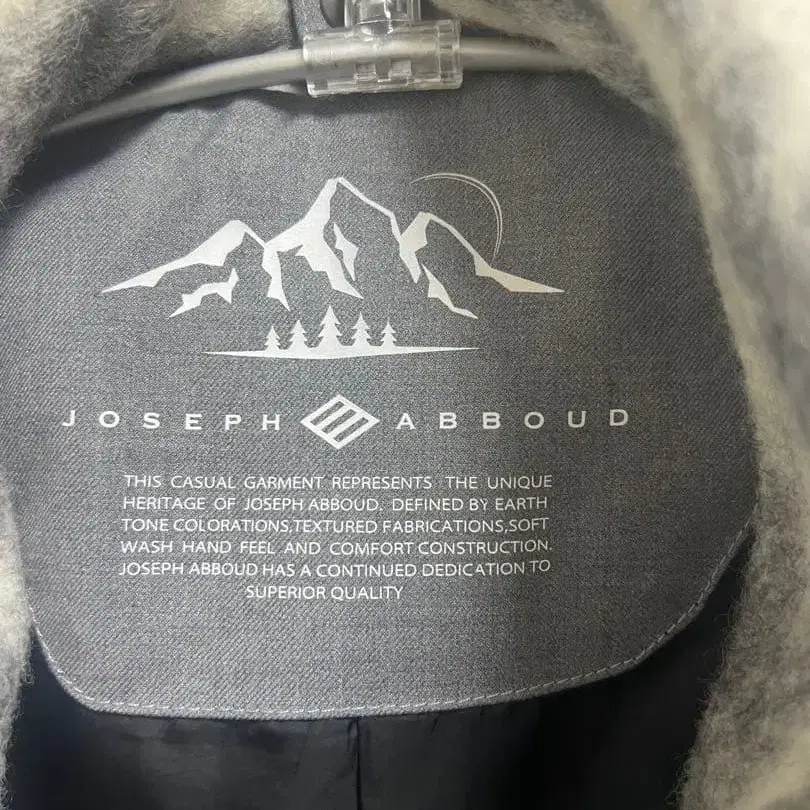 JOSEPH ABBOUD
THIS CASUAL GARMENT REPRESENTS THE UNIQUE
HERITAGE OF JOSEPH ABBOUD. DEFINED BY EARTH
TONE COLORATIONS,TEXTURED FABRICATIONS,SOFT
WASH HAND FEEL AND COMFORT CONSTRUCTION.
JOSEPH ABBOUD HAS A CONTINUED DEDICATION TO
SUPERIOR QUALITY